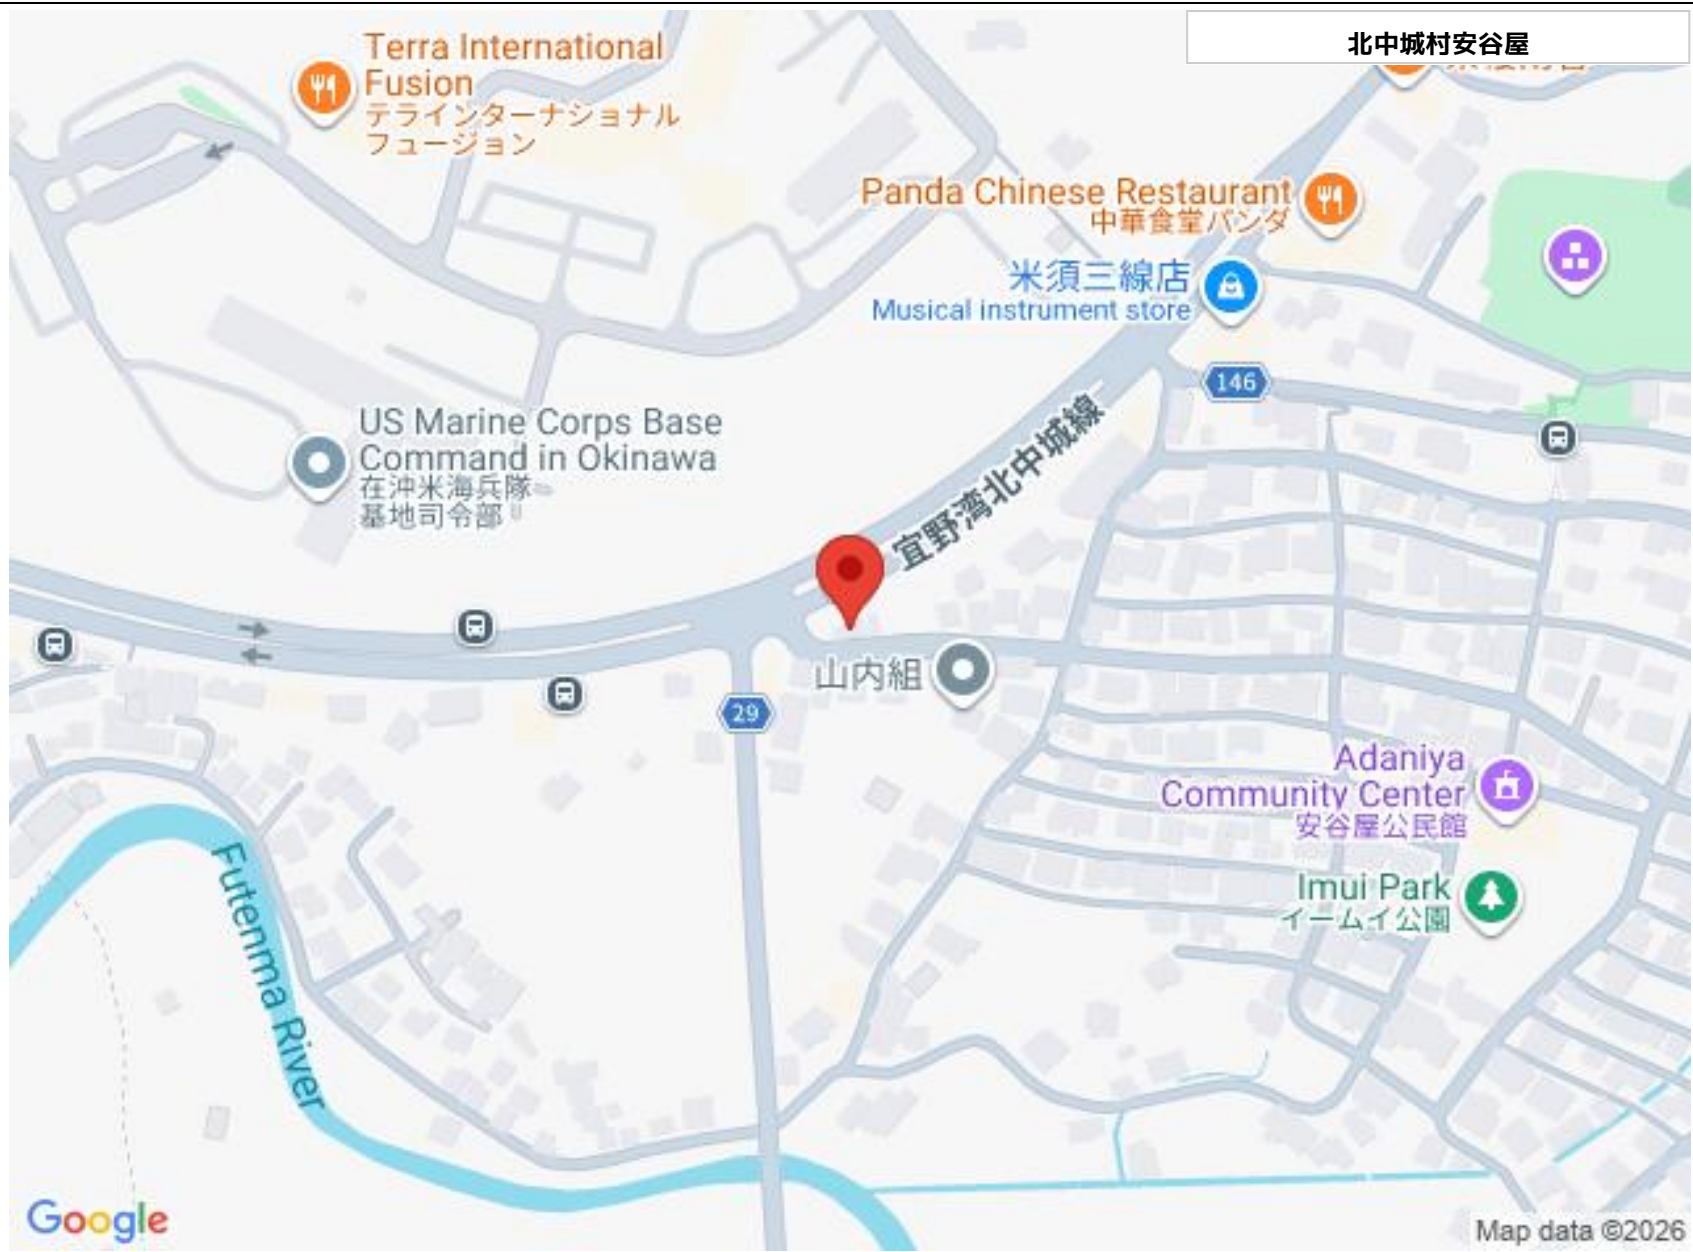 北中城村安谷屋
Terra International
Fusion
テラインターナショナル
フュージョン
Panda Chinese Restaurant
中華食堂パンダ
米須三線店
Musical instrument store
146
US Marine Corps Base
Command in Okinawa
在沖米海兵隊
基地司令部
宜野湾北中城線
山内組
29
Adaniya
Community Center
安谷屋公民館
Imui Park
イームイ公園
Futenma River
Google
Map data ©2026